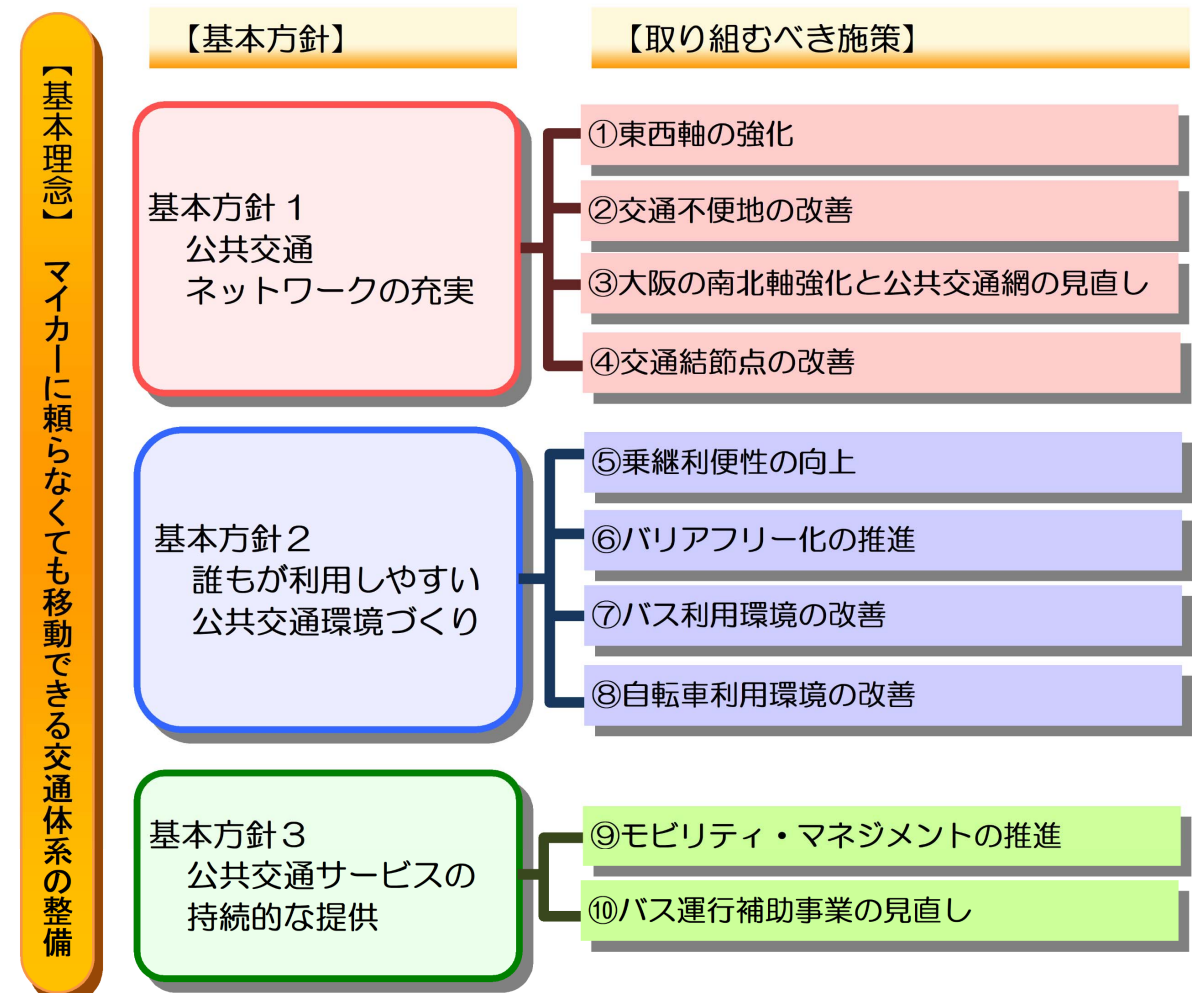 【基本理念】　マイカーに頼らなくても移動できる交通体系の整備
【基本方針】
【取り組むべき施策】
基本方針１
公共交通
ネットワークの充実
①東西軸の強化
②交通不便地の改善
③大阪の南北軸強化と公共交通網の見直し
④交通結節点の改善
基本方針２
誰もが利用しやすい
公共交通環境づくり
⑤乗継利便性の向上
⑥バリアフリー化の推進
⑦バス利用環境の改善
⑧自転車利用環境の改善
基本方針３
公共交通サービスの
持続的な提供
⑨モビリティ・マネジメントの推進
⑩バス運行補助事業の見直し